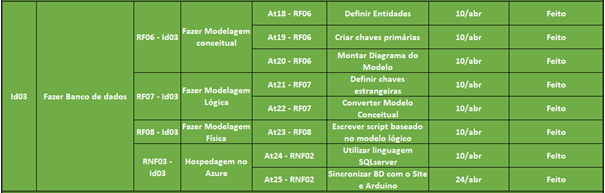 Id03
Fazer Banco de dados
RF06 - Id03
Fazer Modelagem
conceitual
At18 - RF06
Definir Entidades
10/abr
Feito
At19 - RF06
Criar chaves primárias
10/abr
Feito
At20 - RF06
Montar Diagrama do
Modelo
10/abr
Feito
RF07 - Id03
Fazer Modelagem
Lógica
At21 - RF07
Definir chaves
estrangeiras
10/abr
Feito
At22 - RF07
Converter Modelo
Conceitual
10/abr
Feito
RF08 - Id03
Fazer Modelagem
Física
At23 - RF08
Escrever script baseado
no modelo lógico
10/abr
Feito
RNF03 -
Id03
Hospedagem no
Azure
At24 - RNF02
Utilizar linguagem
SQLserver
10/abr
Feito
At25 - RNF02
Sincronizar BD com o Site
e Arduino
24/abr
Feito